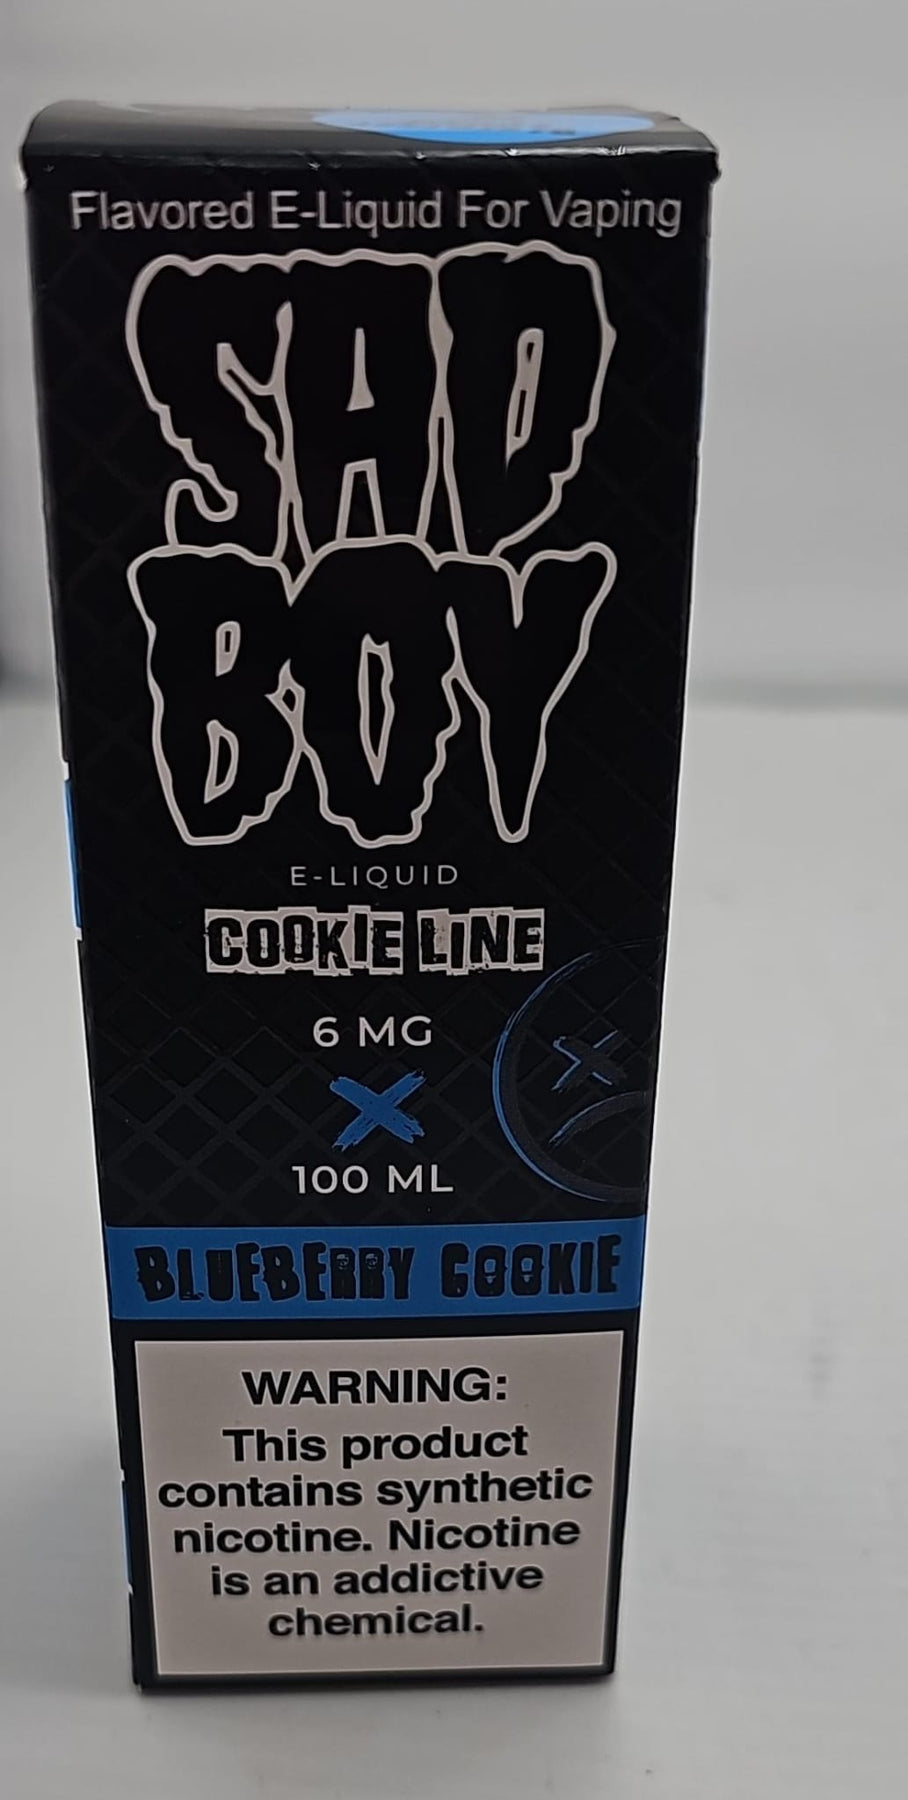 Flavored E-Liquid For Vaping
SAD
BOY
E-LIQUID
COOKIE LINE
6 MG
X
100 ML
BLUEBERRY COOKIE
WARNING:
This product
contains synthetic
nicotine. Nicotine
is an addictive
chemical.